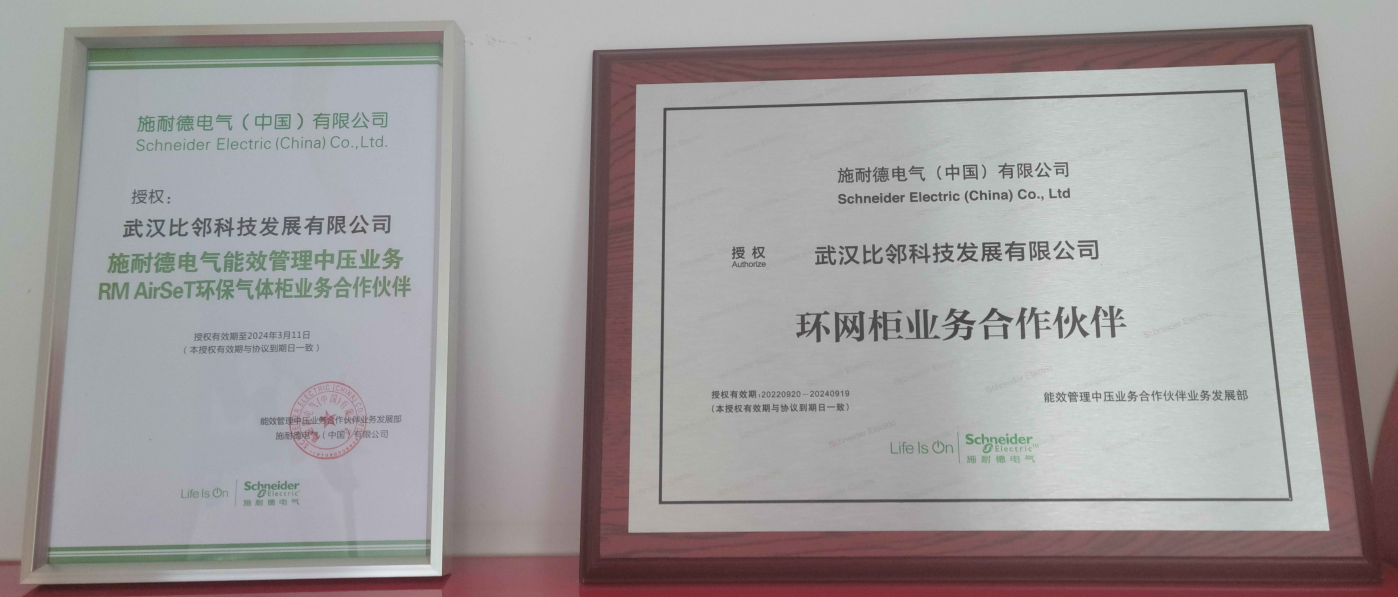 施耐德电气（中国）有限公司
Schneider Electric (China) Co.,Ltd.
授权：
武汉比邻科技发展有限公司
施耐德电气能效管理中压业务
RM AirSeT环保气体柜业务合作伙伴
授权有效期至2024年3月11日
（本授权有效期与协议到期日一致）
能效管理中压业务合作伙伴业务发展部
施耐德电气（中国）有限公司
Life Is On
Schneider
Electric
施耐德电气
施耐德电气（中国）有限公司
Schneider Electric (China) Co., Ltd
授权
Authorize
武汉比邻科技发展有限公司
环网柜业务合作伙伴
授权有效期:20220920－20240919
（本授权有效期与协议到期日一致）
能效管理中压业务合作伙伴业务发展部
Life Is On
Schneider
Electric
施耐德电气